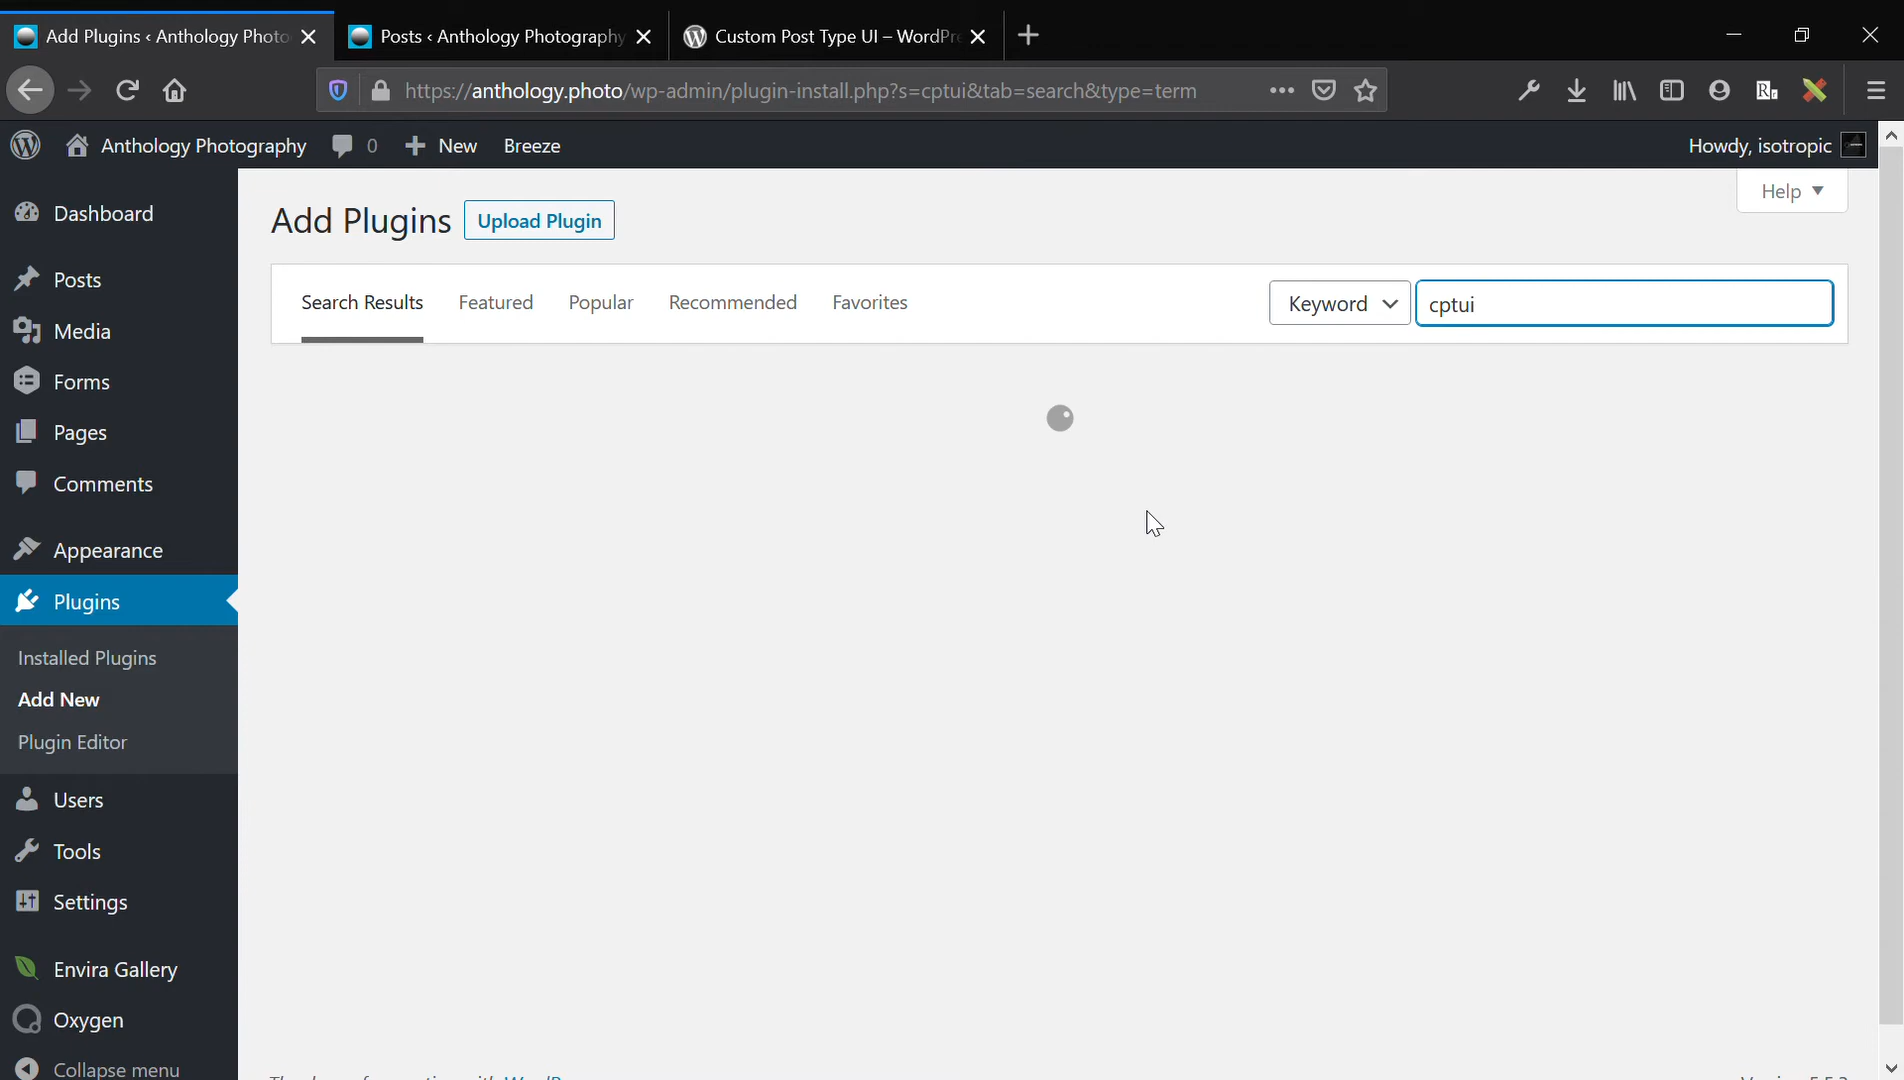 Add Plugins ‹ Anthology Photo
Posts ‹ Anthology Photography
Custom Post Type UI – WordPre
https://anthology.photo/wp-admin/plugin-install.php?s=cptui&tab=search&type=term
Anthology Photography
0
New
Breeze
Howdy, isotropic
Help
Add Plugins
Upload Plugin
Search Results
Featured
Popular
Recommended
Favorites
Keyword
cptui
Dashboard
Posts
Media
Forms
Pages
Comments
Appearance
Plugins
Installed Plugins
Add New
Plugin Editor
Users
Tools
Settings
Envira Gallery
Oxygen
Collapse menu